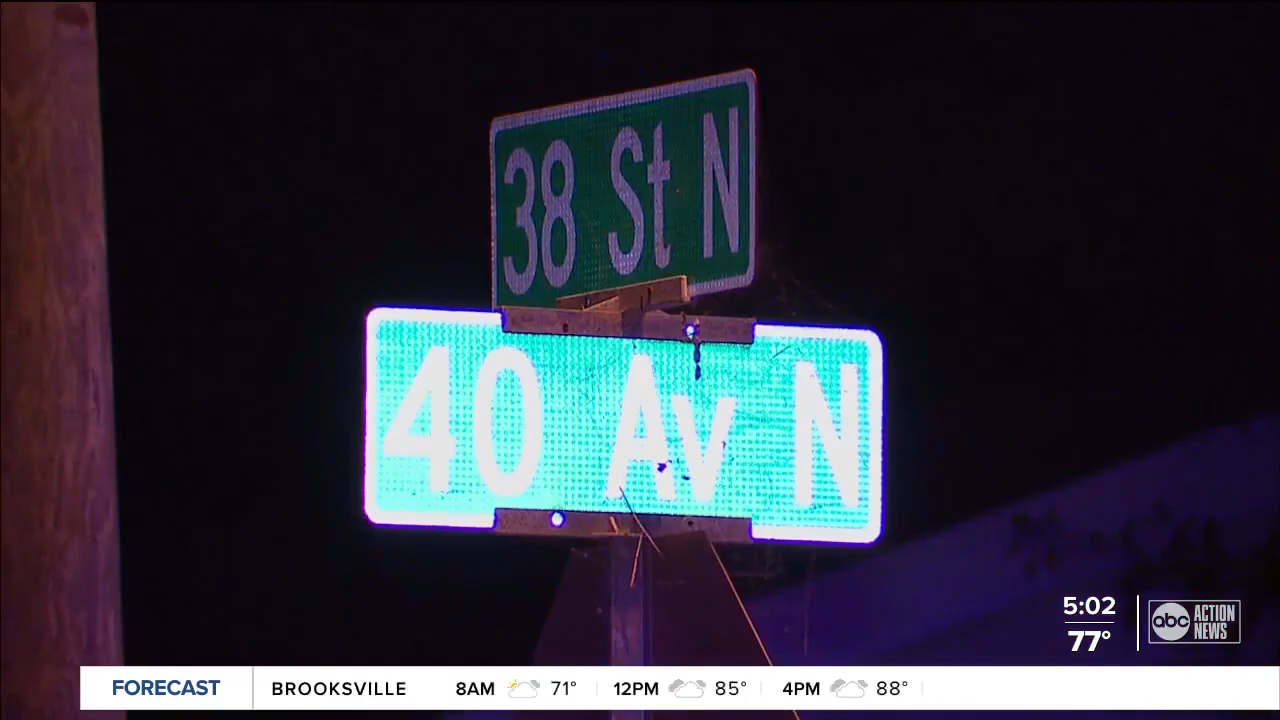 38 St N
40 Av N
5:02
77°
abc ACTION NEWS
FORECAST BROOKSVILLE 8AM 71° 12PM 85° 4PM 88°